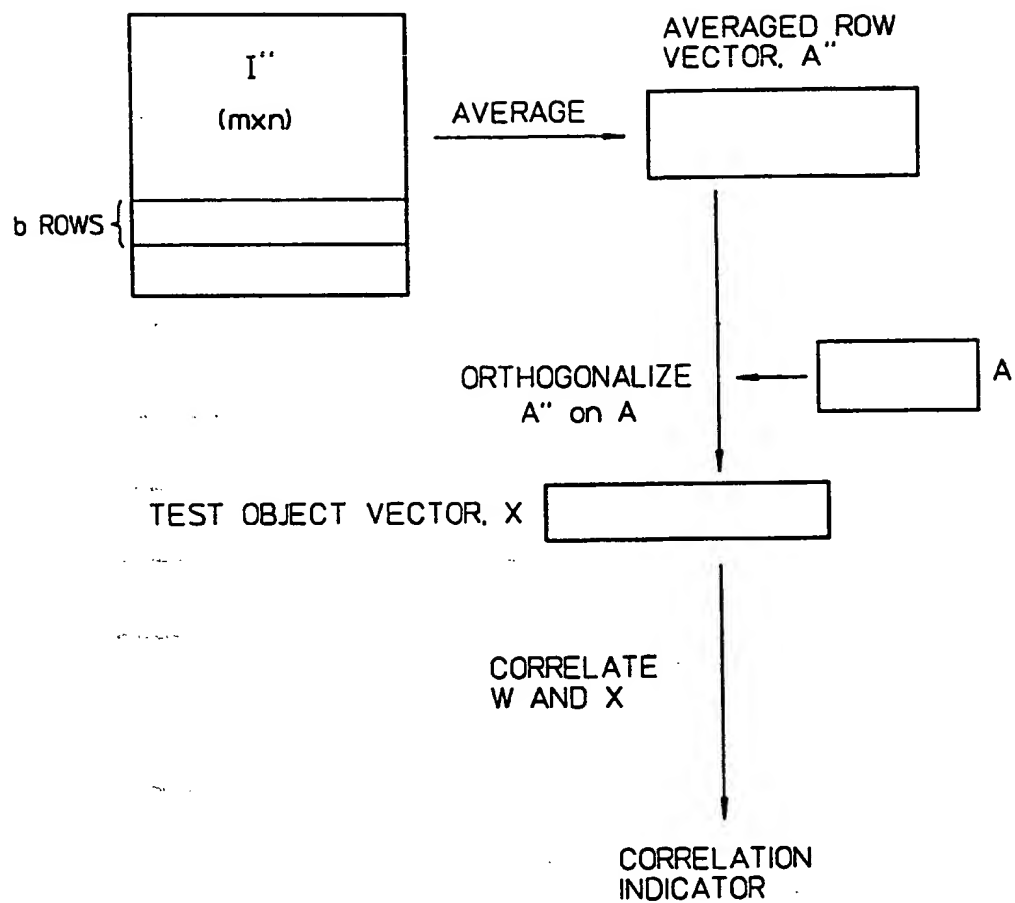 I''
(mxn)
b ROWS
AVERAGE
AVERAGED ROW
VECTOR, A''
ORTHOGONALIZE
A'' on A
A
TEST OBJECT VECTOR, X
CORRELATE
W AND X
CORRELATION
INDICATOR